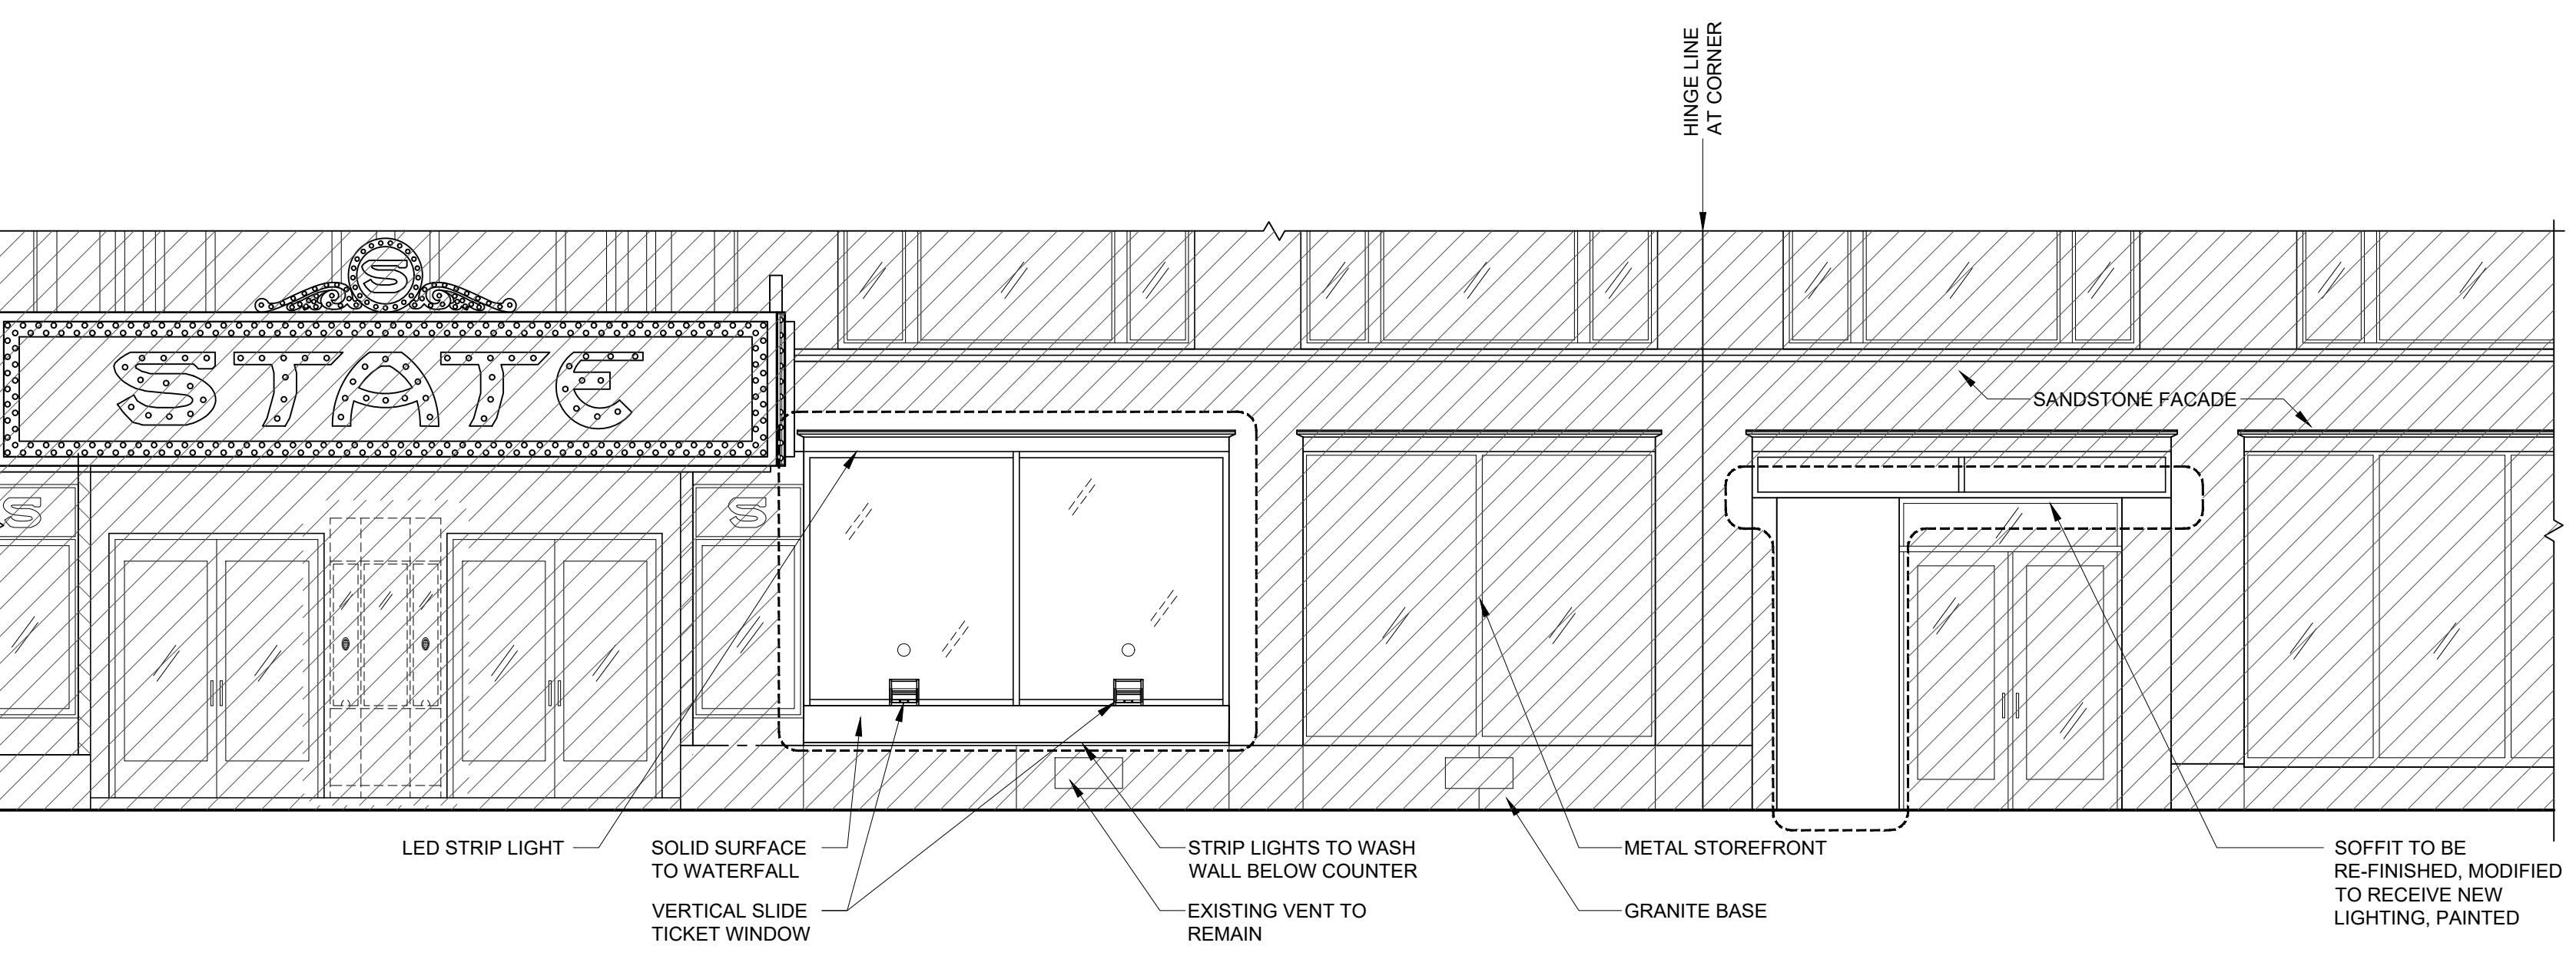 HINGE LINE
AT CORNER
S
STATE
SANDSTONE FACADE
S
S
LED STRIP LIGHT
SOLID SURFACE
TO WATERFALL
VERTICAL SLIDE
TICKET WINDOW
STRIP LIGHTS TO WASH
WALL BELOW COUNTER
EXISTING VENT TO
REMAIN
METAL STOREFRONT
GRANITE BASE
SOFFIT TO BE
RE-FINISHED, MODIFIED
TO RECEIVE NEW
LIGHTING, PAINTED